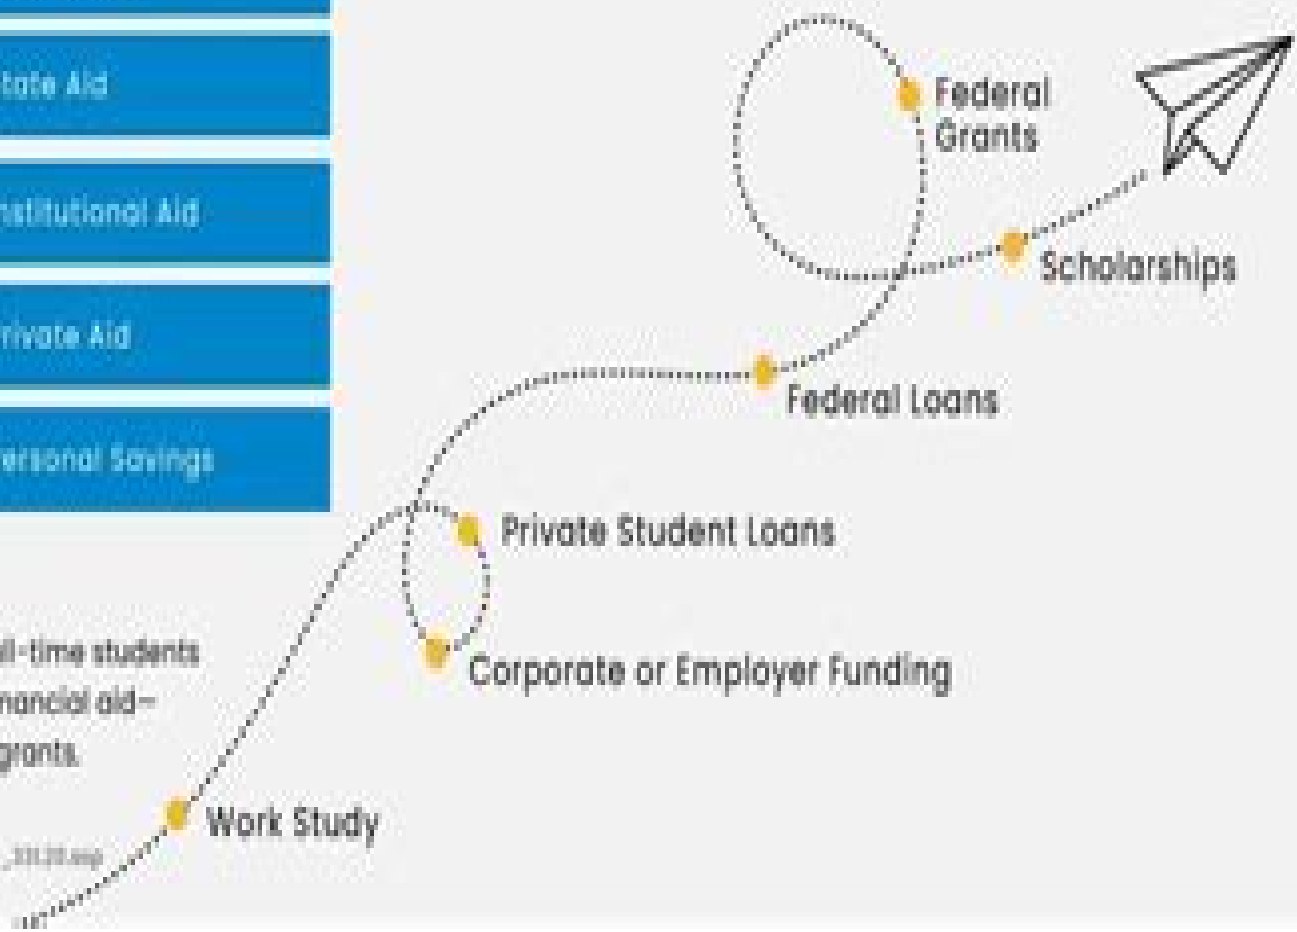 tate Aid
nstitutional Aid
rivate Aid
ersonal Savings
ll-time students
nancial aid—
grants.
Federal
Grants
Scholarships
Federal Loans
Private Student Loans
Corporate or Employer Funding
Work Study